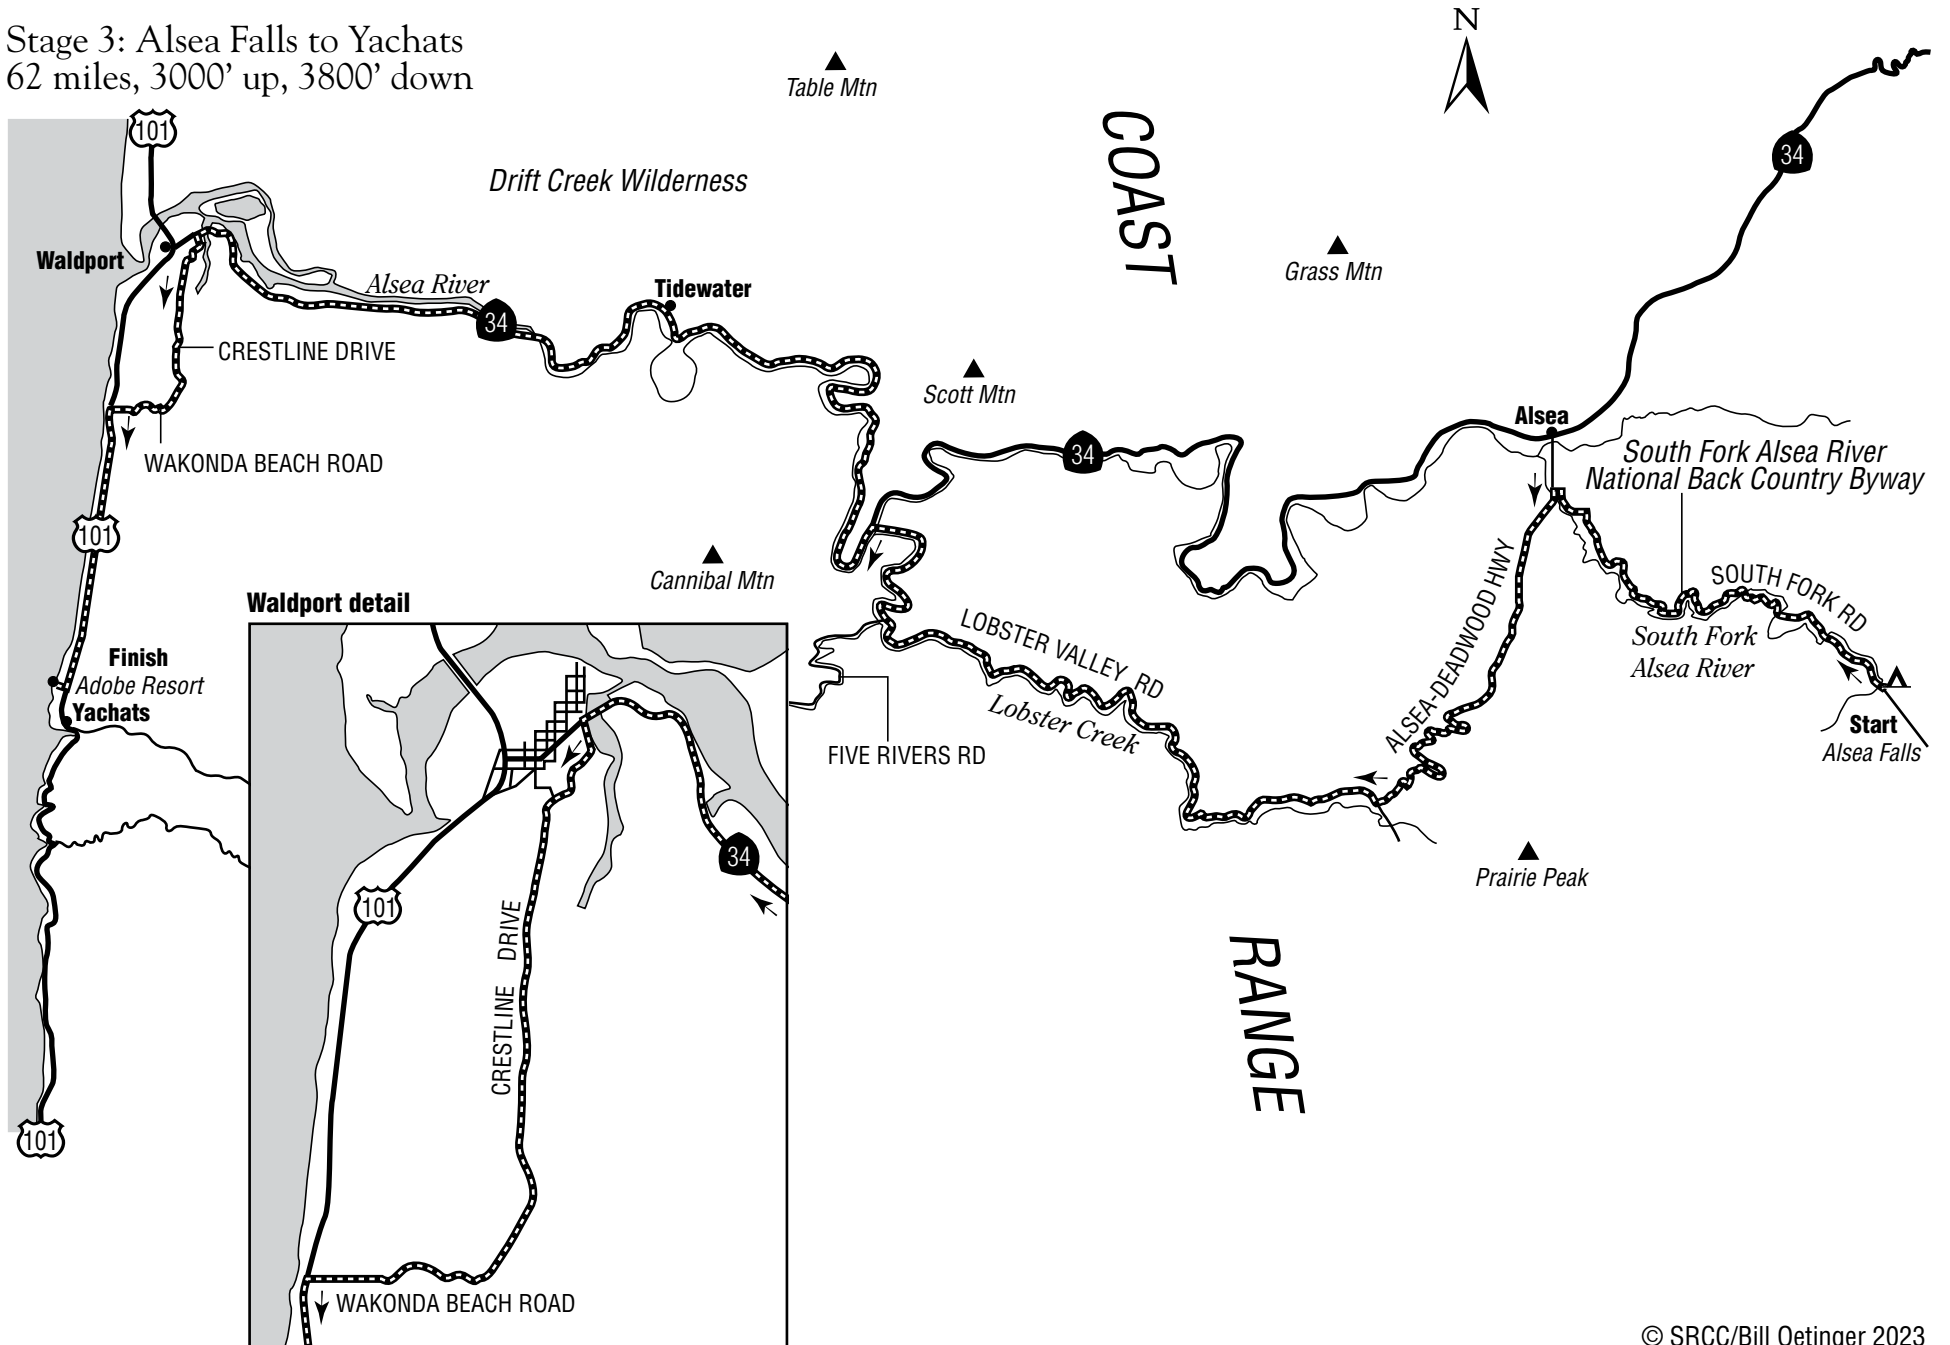 Stage 3: Alsea Falls to Yachats
62 miles, 3000' up, 3800' down
N
Table Mtn
COAST
101
34
Drift Creek Wilderness
Waldport
Grass Mtn
Alsea River
Tidewater
34
CRESTLINE DRIVE
Scott Mtn
Alsea
34
South Fork Alsea River
National Back Country Byway
WAKONDA BEACH ROAD
101
Cannibal Mtn
ALSEA-DEADWOOD HWY
SOUTH FORK RD
South Fork
Alsea River
LOBSTER VALLEY RD
Lobster Creek
Waldport detail
Finish
Adobe Resort
Yachats
FIVE RIVERS RD
Start
Alsea Falls
34
Prairie Peak
101
CRESTLINE DRIVE
RANGE
101
WAKONDA BEACH ROAD
© SRCC/Bill Oetinger 2023